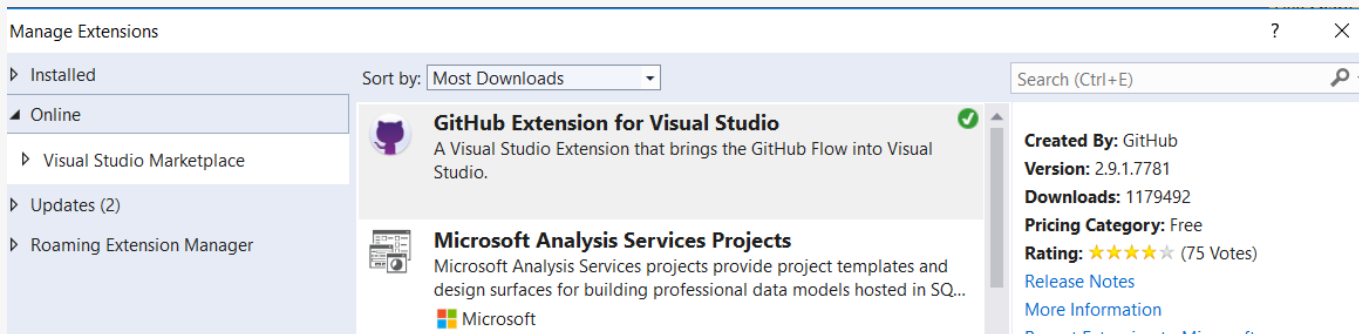 Manage Extensions
?
Installed
Online
Visual Studio Marketplace
Updates (2)
Roaming Extension Manager
Sort by: Most Downloads
GitHub Extension for Visual Studio
A Visual Studio Extension that brings the GitHub Flow into Visual
Studio.
Microsoft Analysis Services Projects
Microsoft Analysis Services projects provide project templates and
design surfaces for building professional data models hosted in SQ...
Microsoft
Search (Ctrl+E)
Created By: GitHub
Version: 2.9.1.7781
Downloads: 1179492
Pricing Category: Free
Rating: (75 Votes)
Release Notes
More Information